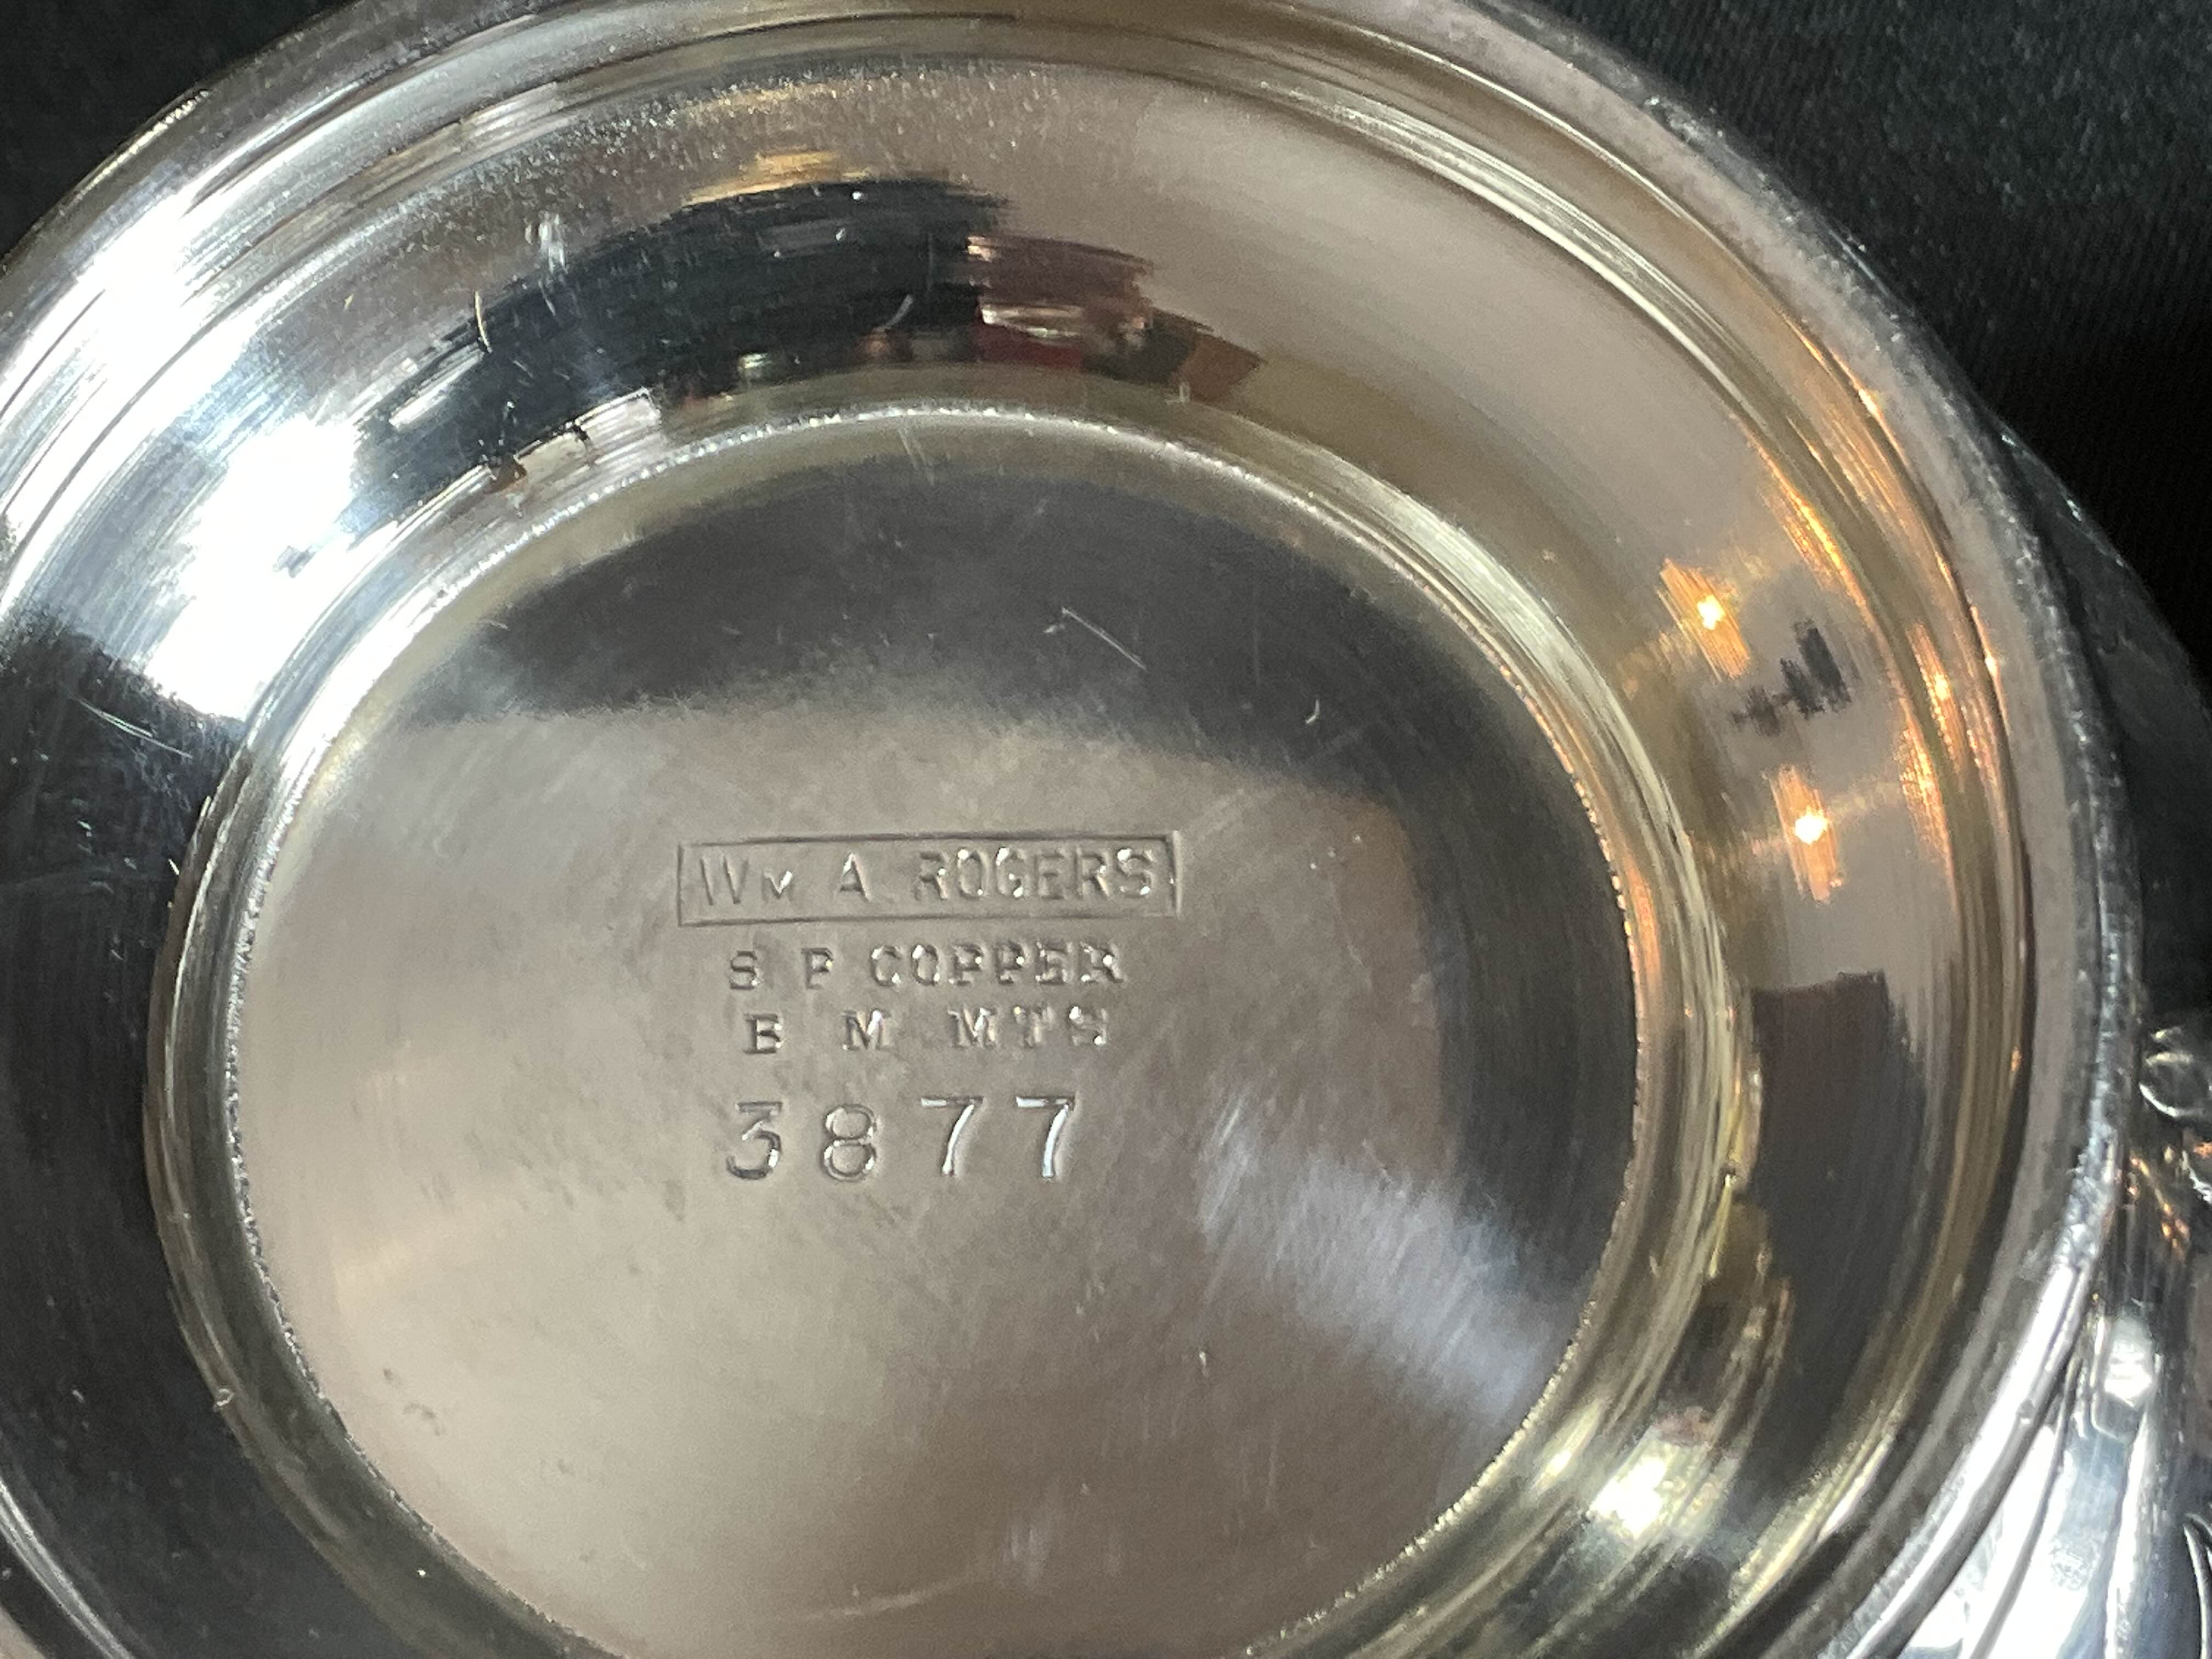 WM A ROGERS
S P COPPER
B M MTS
3877